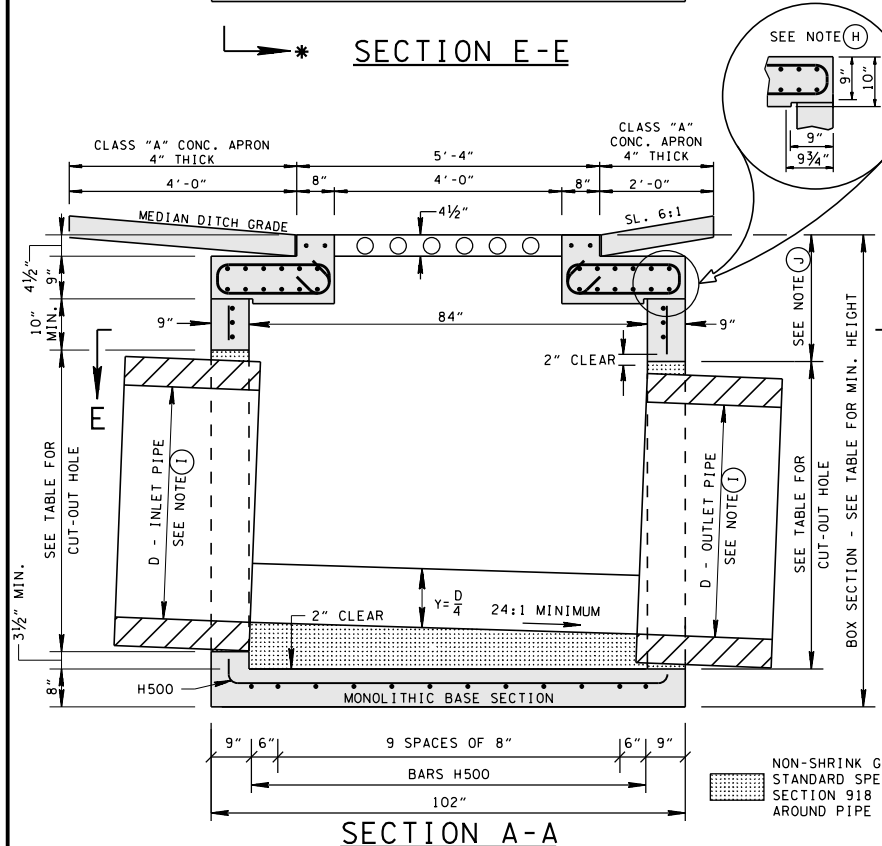 SECTION E-E
*
SEE NOTE H
9"
10"
9"
9¾"
CLASS "A" CONC. APRON
4" THICK
5'-4"
CLASS "A"
CONC. APRON
4" THICK
4'-0"
8"
4'-0"
8"
2'-0"
MEDIAN DITCH GRADE
4½"
SL. 6:1
4½"
9"
10"
MIN.
9"
84"
9"
2" CLEAR
SEE NOTE J
E
SEE TABLE FOR
CUT-OUT HOLE
D - INLET PIPE
SEE NOTE I
D - OUTLET PIPE
SEE NOTE I
SEE TABLE FOR
CUT-OUT HOLE
BOX SECTION - SEE TABLE FOR MIN. HEIGHT
3½" MIN.
Y=D/4
24:1 MINIMUM
2" CLEAR
8"
H500
MONOLITHIC BASE SECTION
9"
6"
9 SPACES OF 8"
6"
9"
BARS H500
102"
NON-SHRINK G
STANDARD SPE
SECTION 918
AROUND PIPE
SECTION A-A